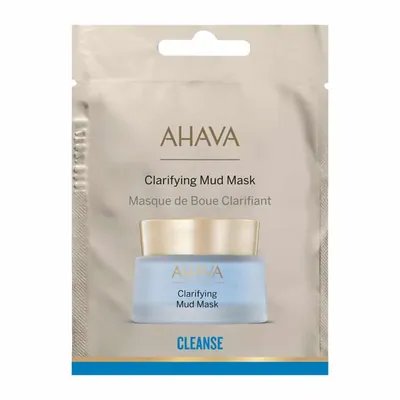 AHAVA
Clarifying Mud Mask
Masque de Boue Clarifiant
AHAVA
Clarifying
Mud Mask
CLEANSE